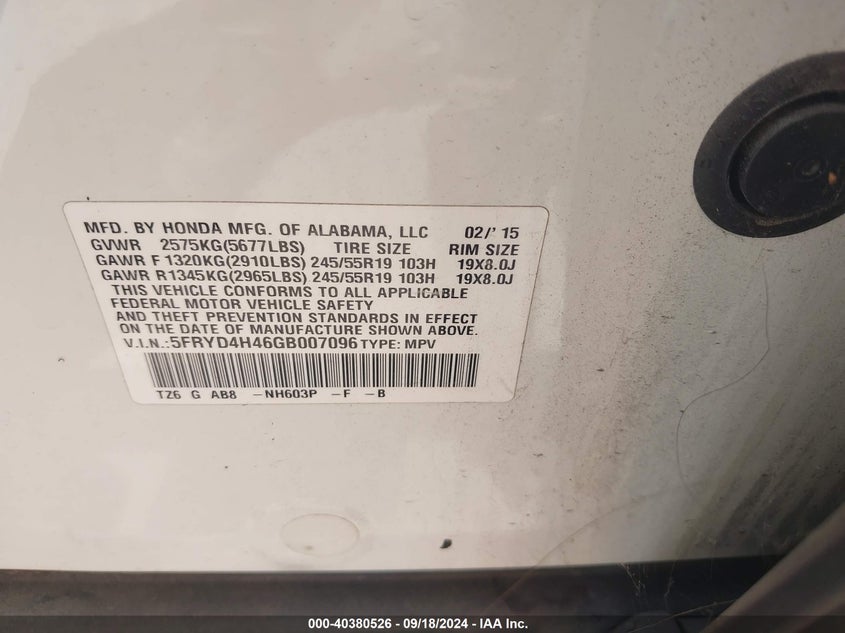 MFD. BY HONDA MFG. OF ALABAMA, LLC 02/' 15
GVWR 2575KG(5677LBS) TIRE SIZE RIM SIZE
GAWR F 1320KG(2910LBS) 245/55R19 103H 19X8.0J
GAWR R1345KG(2965LBS) 245/55R19 103H 19X8.0J
THIS VEHICLE CONFORMS TO ALL APPLICABLE
FEDERAL MOTOR VEHICLE SAFETY
AND THEFT PREVENTION STANDARDS IN EFFECT
ON THE DATE OF MANUFACTURE SHOWN ABOVE.
V.I.N.:5FRYD4H46GB007096 TYPE: MPV
TZ6 G AB8 -NH603P -F -B
000-40380526 - 09/18/2024 - IAA Inc.